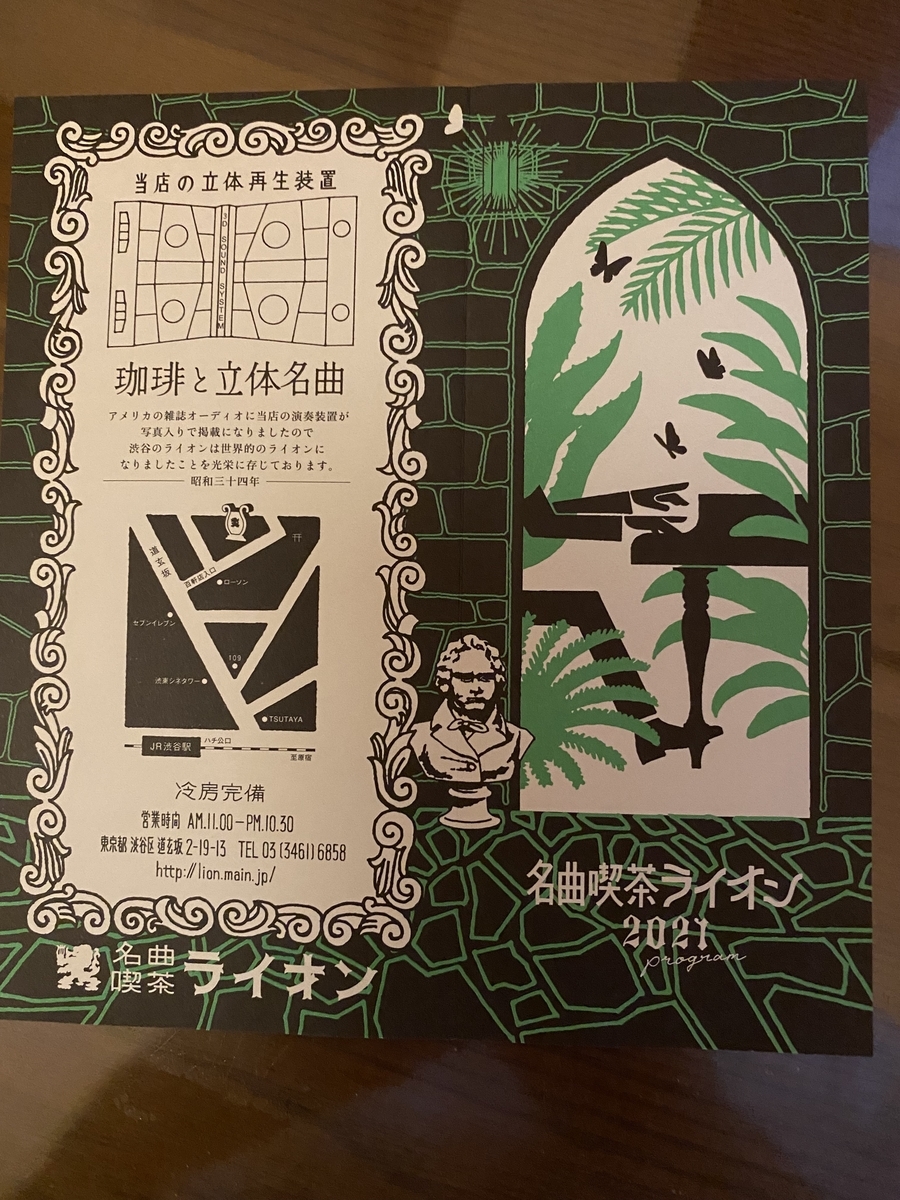 当店の立体再生装置
3D SOUND SYSTEM
珈琲と立体名曲
アメリカの雑誌オーディオに当店の演奏装置が
写真入りで掲載になりましたので
渋谷のライオンは世界的のライオンに
なりましたことを光栄に存じております。
昭和三十四年
道玄坂
百軒店入口
ローソン
セブンイレブン
109
渋東シネタワー
TSUTAYA
JR渋谷駅
ハチ公口
至原宿
冷房完備
営業時間 AM.11.00-PM.10.30
東京都渋谷区道玄坂2-19-13 TEL 03(3461)6858
http://lion.main.jp/
名曲
喫茶
ライオン
名曲喫茶ライオン
2021
program